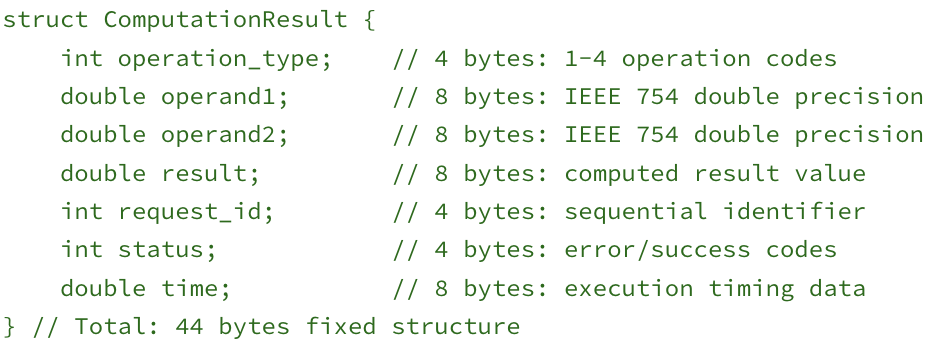 struct ComputationResult {
    int operation_type;    // 4 bytes: 1-4 operation codes
    double operand1;       // 8 bytes: IEEE 754 double precision
    double operand2;       // 8 bytes: IEEE 754 double precision
    double result;         // 8 bytes: computed result value
    int request_id;        // 4 bytes: sequential identifier
    int status;            // 4 bytes: error/success codes
    double time;           // 8 bytes: execution timing data
} // Total: 44 bytes fixed structure